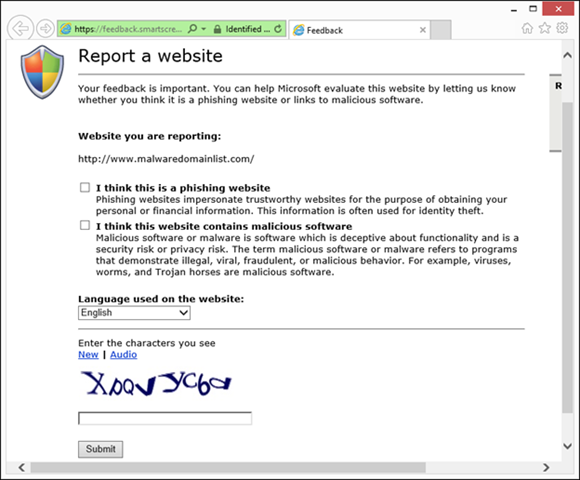 https://feedback.smartscre...
Identified ...
Feedback
Report a website
R
Your feedback is important. You can help Microsoft evaluate this website by letting us know
whether you think it is a phishing website or links to malicious software.
Website you are reporting:
http://www.malwaredomainlist.com/
I think this is a phishing website
Phishing websites impersonate trustworthy websites for the purpose of obtaining your
personal or financial information. This information is often used for identity theft.
I think this website contains malicious software
Malicious software or malware is software which is deceptive about functionality and is a
security risk or privacy risk. The term malicious software or malware refers to programs
that demonstrate illegal, viral, fraudulent, or malicious behavior. For example, viruses,
worms, and Trojan horses are malicious software.
Language used on the website:
English
Enter the characters you see
New | Audio
Submit